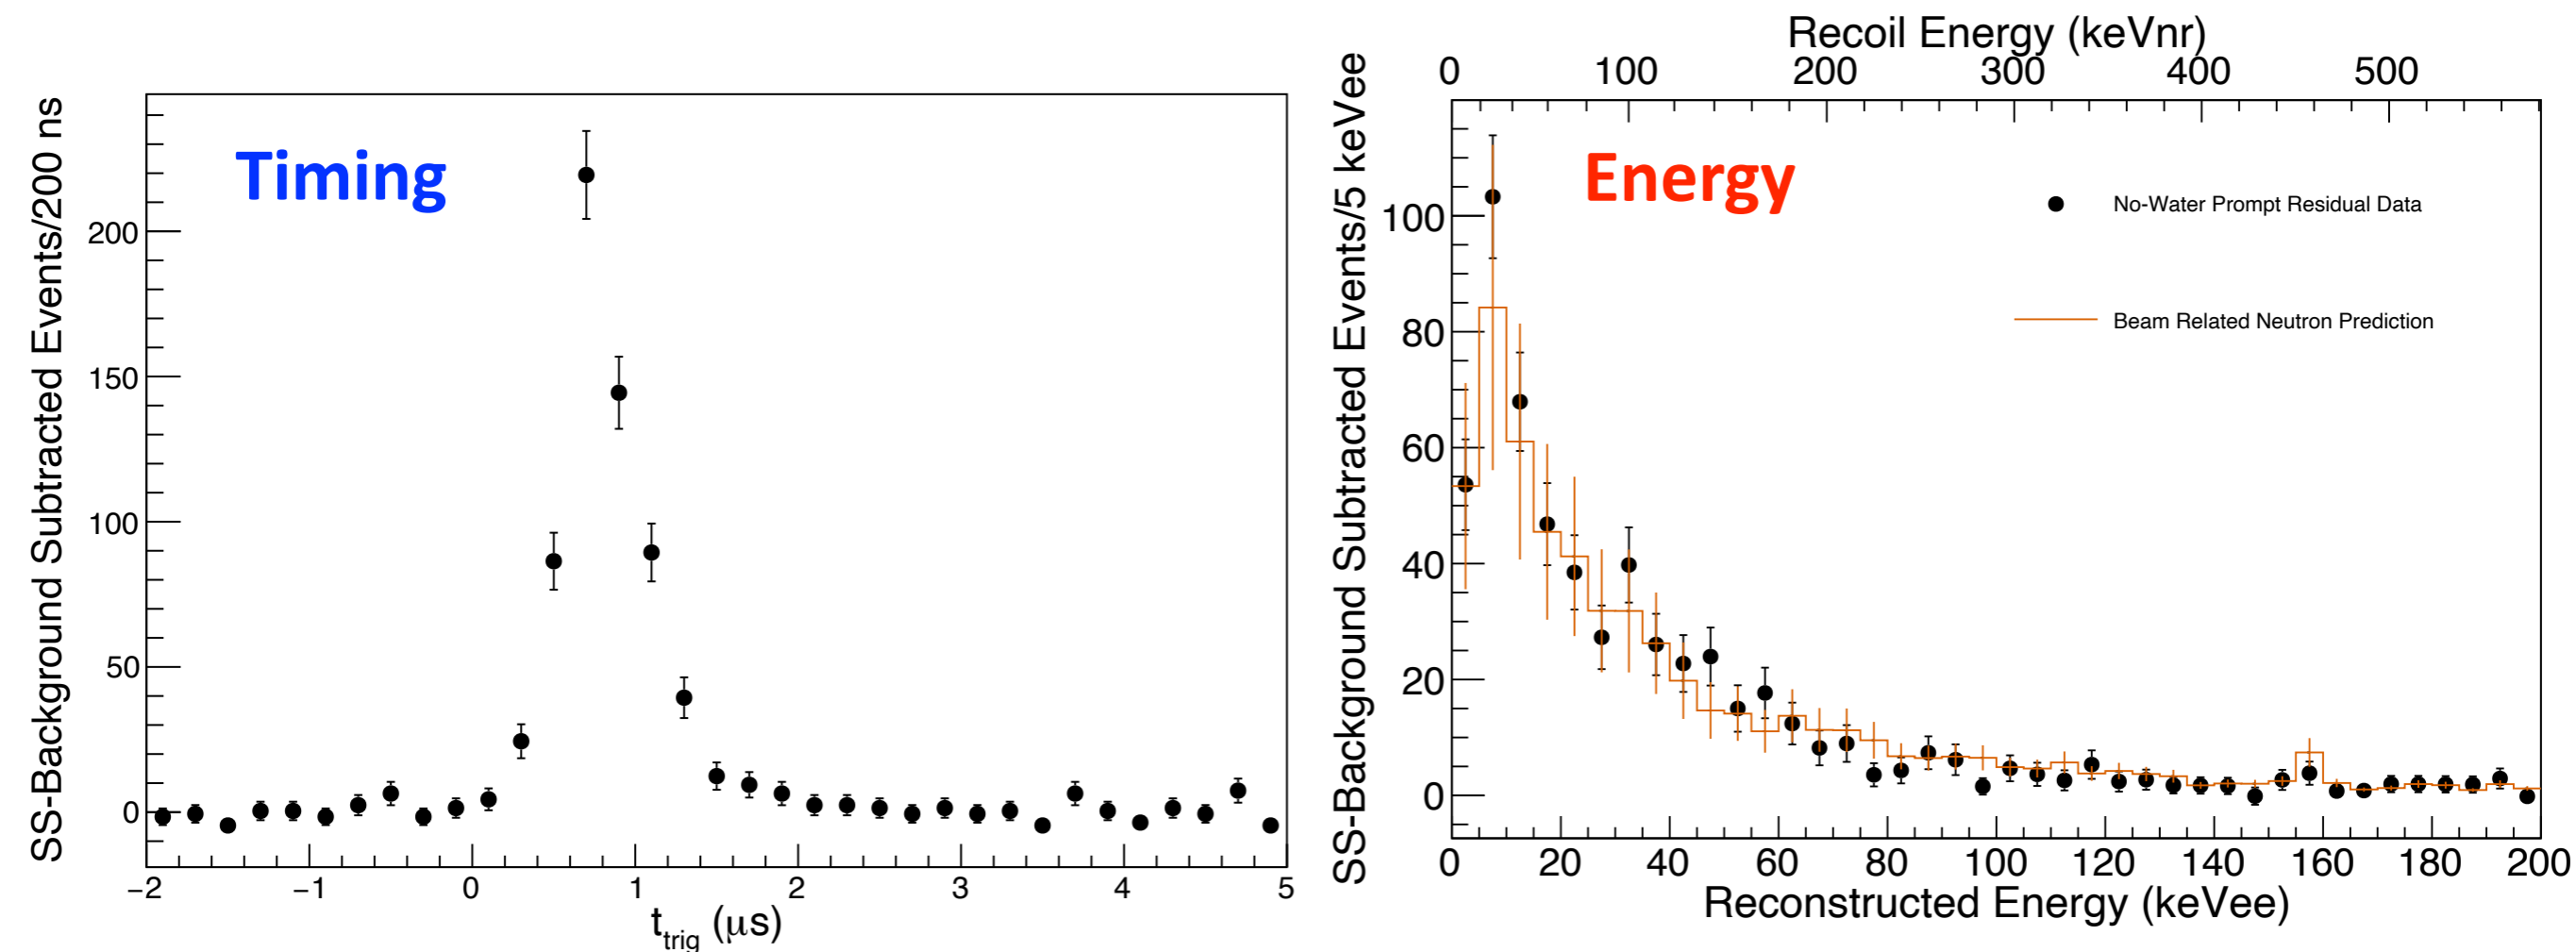 Timing
SS-Background Subtracted Events/200 ns
200
150
100
50
0
−2 −1 0 1 2 3 4 5
t_trig (μs)
Recoil Energy (keVnr)
0 100 200 300 400 500
Energy
SS-Background Subtracted Events/5 keVee
No-Water Prompt Residual Data
Beam Related Neutron Prediction
100
80
60
40
20
0
0 20 40 60 80 100 120 140 160 180 200
Reconstructed Energy (keVee)